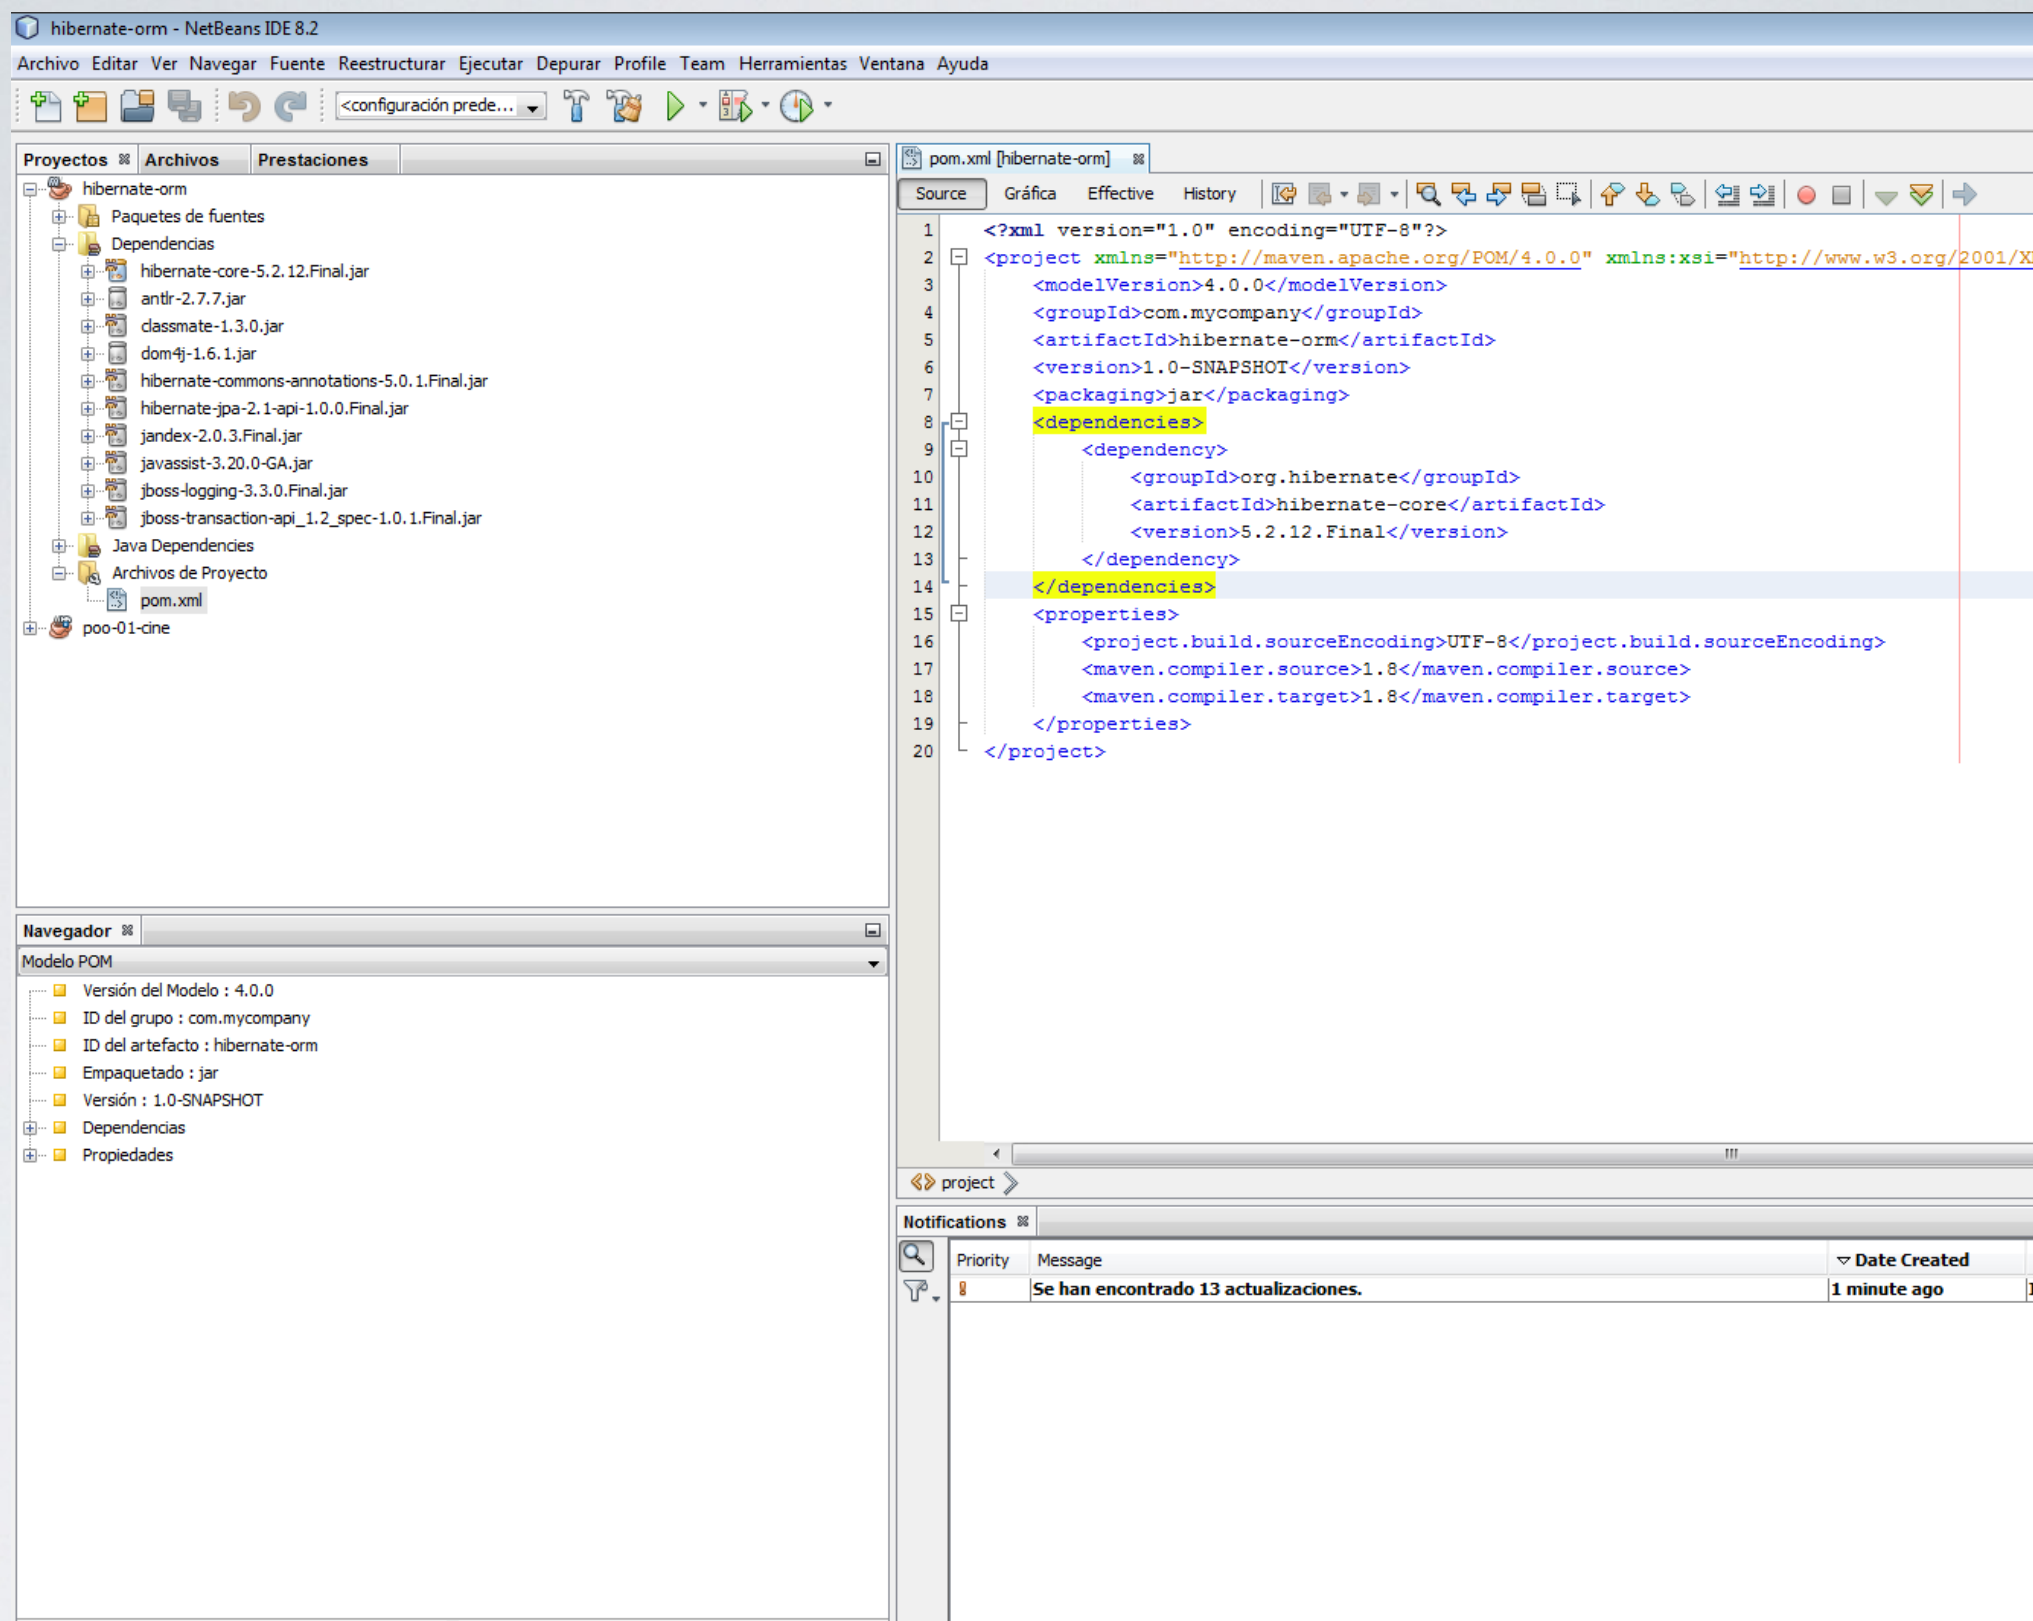 hibernate-orm - NetBeans IDE 8.2
Archivo Editar Ver Navegar Fuente Reestructurar Ejecutar Depurar Profile Team Herramientas Ventana Ayuda
<configuración prede...
Proyectos Archivos Prestaciones
hibernate-orm
Paquetes de fuentes
Dependencias
hibernate-core-5.2.12.Final.jar
antlr-2.7.7.jar
classmate-1.3.0.jar
dom4j-1.6.1.jar
hibernate-commons-annotations-5.0.1.Final.jar
hibernate-jpa-2.1-api-1.0.0.Final.jar
jandex-2.0.3.Final.jar
javassist-3.20.0-GA.jar
jboss-logging-3.3.0.Final.jar
jboss-transaction-api_1.2_spec-1.0.1.Final.jar
Java Dependencies
Archivos de Proyecto
pom.xml
poo-01-cine
Navegador
Modelo POM
Versión del Modelo : 4.0.0
ID del grupo : com.mycompany
ID del artefacto : hibernate-orm
Empaquetado : jar
Versión : 1.0-SNAPSHOT
Dependencias
Propiedades
pom.xml [hibernate-orm]
Source Gráfica Effective History
1 <?xml version="1.0" encoding="UTF-8"?>
2 <project xmlns="http://maven.apache.org/POM/4.0.0" xmlns:xsi="http://www.w3.org/2001/X
3 <modelVersion>4.0.0</modelVersion>
4 <groupId>com.mycompany</groupId>
5 <artifactId>hibernate-orm</artifactId>
6 <version>1.0-SNAPSHOT</version>
7 <packaging>jar</packaging>
8 <dependencies>
9 <dependency>
10 <groupId>org.hibernate</groupId>
11 <artifactId>hibernate-core</artifactId>
12 <version>5.2.12.Final</version>
13 </dependency>
14 </dependencies>
15 <properties>
16 <project.build.sourceEncoding>UTF-8</project.build.sourceEncoding>
17 <maven.compiler.source>1.8</maven.compiler.source>
18 <maven.compiler.target>1.8</maven.compiler.target>
19 </properties>
20 </project>
project
Notifications
Priority Message Date Created
Se han encontrado 13 actualizaciones. 1 minute ago